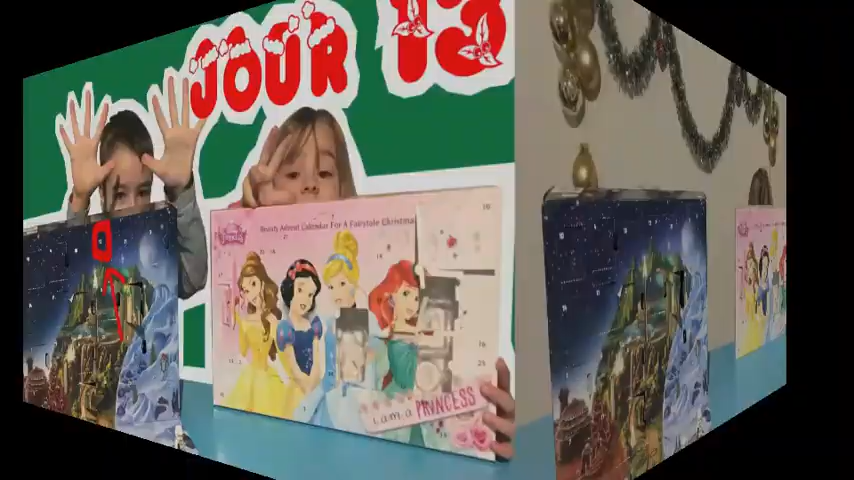 JOUR 13
Beauty Advent Calendar For A Fairytale Christmas
i am a PRINCESS